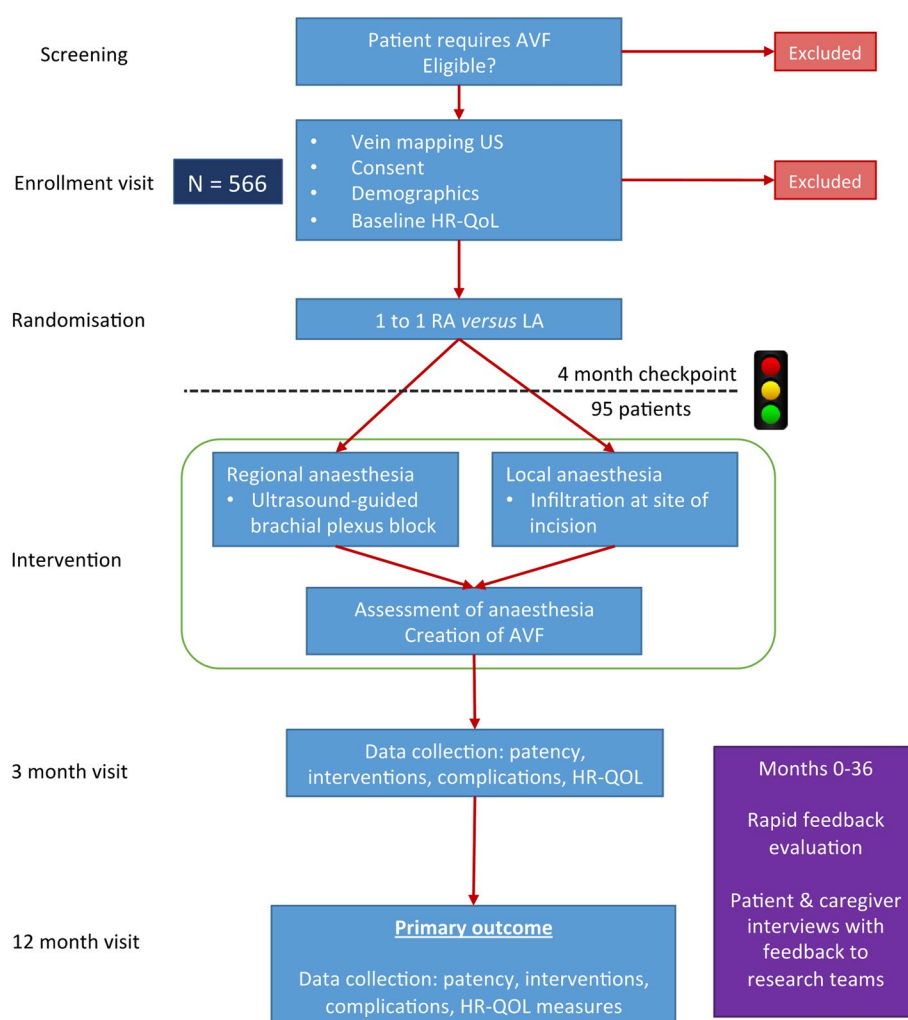 Screening
Patient requires AVF
Eligible?
Excluded
Enrollment visit
N = 566
• Vein mapping US
• Consent
• Demographics
• Baseline HR-QoL
Excluded
Randomisation
1 to 1 RA versus LA
4 month checkpoint
95 patients
Intervention
Regional anaesthesia
• Ultrasound-guided
brachial plexus block
Local anaesthesia
• Infiltration at site of
incision
Assessment of anaesthesia
Creation of AVF
3 month visit
Data collection: patency,
interventions, complications, HR-QOL
12 month visit
Primary outcome
Data collection: patency, interventions,
complications, HR-QOL measures
Months 0-36
Rapid feedback
evaluation
Patient & caregiver
interviews with
feedback to
research teams